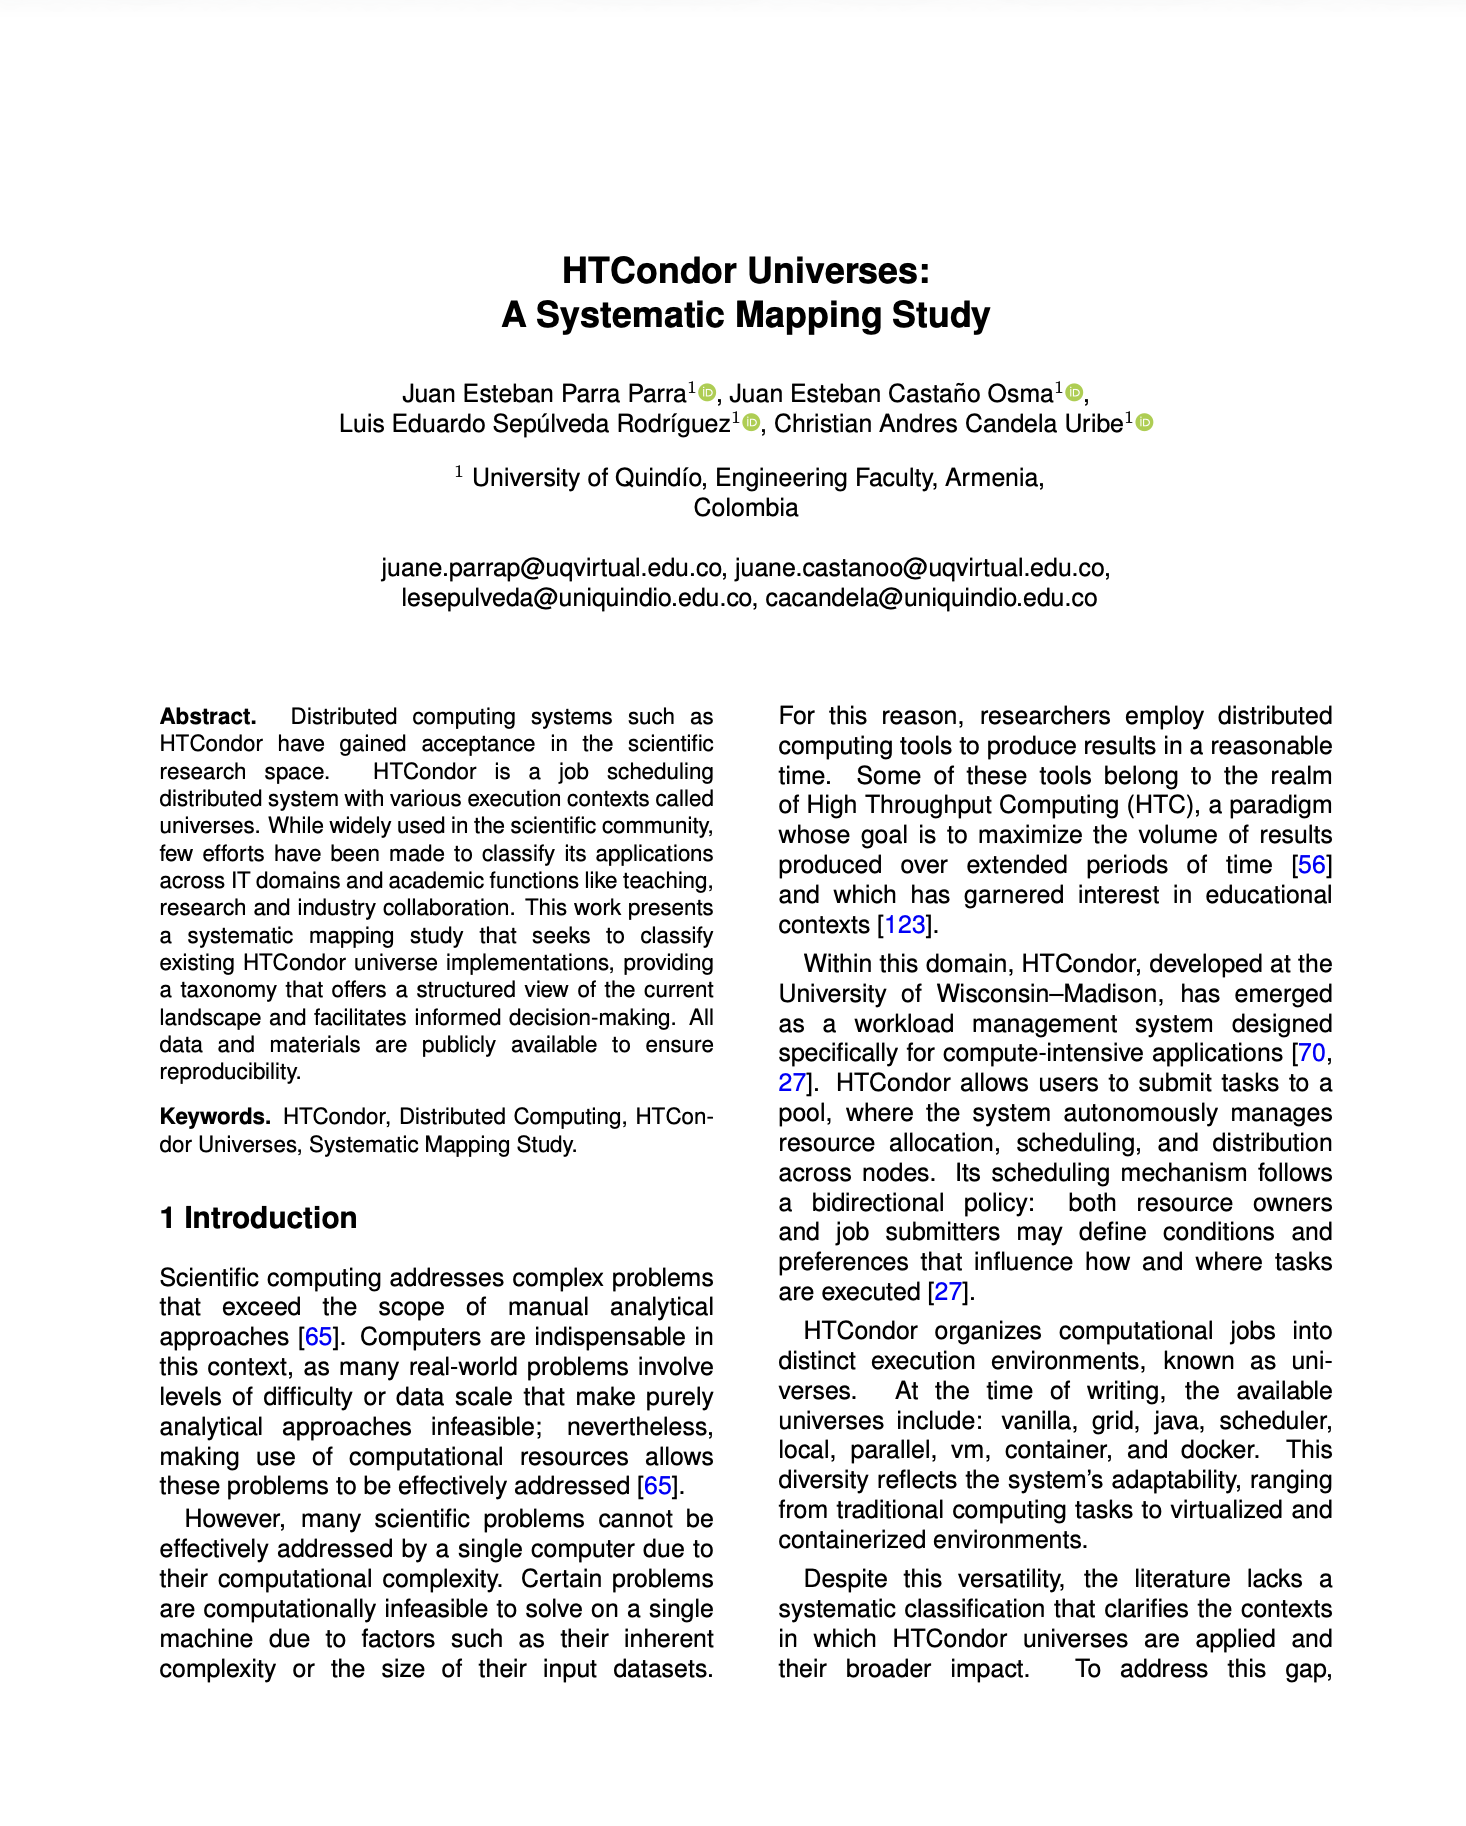 HTCondor Universes:
A Systematic Mapping Study
Juan Esteban Parra Parra¹ iD, Juan Esteban Castaño Osma¹ iD,
Luis Eduardo Sepúlveda Rodríguez¹ iD, Christian Andres Candela Uribe¹ iD
¹ University of Quindío, Engineering Faculty, Armenia,
Colombia
juane.parrap@uqvirtual.edu.co, juane.castanoo@uqvirtual.edu.co,
lesepulveda@uniquindio.edu.co, cacandela@uniquindio.edu.co
Abstract. Distributed computing systems such as
HTCondor have gained acceptance in the scientific
research space. HTCondor is a job scheduling
distributed system with various execution contexts called
universes. While widely used in the scientific community,
few efforts have been made to classify its applications
across IT domains and academic functions like teaching,
research and industry collaboration. This work presents
a systematic mapping study that seeks to classify
existing HTCondor universe implementations, providing
a taxonomy that offers a structured view of the current
landscape and facilitates informed decision-making. All
data and materials are publicly available to ensure
reproducibility.
Keywords. HTCondor, Distributed Computing, HTCon-
dor Universes, Systematic Mapping Study.
1 Introduction
Scientific computing addresses complex problems
that exceed the scope of manual analytical
approaches [65]. Computers are indispensable in
this context, as many real-world problems involve
levels of difficulty or data scale that make purely
analytical approaches infeasible; nevertheless,
making use of computational resources allows
these problems to be effectively addressed [65].
However, many scientific problems cannot be
effectively addressed by a single computer due to
their computational complexity. Certain problems
are computationally infeasible to solve on a single
machine due to factors such as their inherent
complexity or the size of their input datasets.
For this reason, researchers employ distributed
computing tools to produce results in a reasonable
time. Some of these tools belong to the realm
of High Throughput Computing (HTC), a paradigm
whose goal is to maximize the volume of results
produced over extended periods of time [56]
and which has garnered interest in educational
contexts [123].
Within this domain, HTCondor, developed at the
University of Wisconsin–Madison, has emerged
as a workload management system designed
specifically for compute-intensive applications [70,
27]. HTCondor allows users to submit tasks to a
pool, where the system autonomously manages
resource allocation, scheduling, and distribution
across nodes. Its scheduling mechanism follows
a bidirectional policy: both resource owners
and job submitters may define conditions and
preferences that influence how and where tasks
are executed [27].
HTCondor organizes computational jobs into
distinct execution environments, known as uni-
verses. At the time of writing, the available
universes include: vanilla, grid, java, scheduler,
local, parallel, vm, container, and docker. This
diversity reflects the system's adaptability, ranging
from traditional computing tasks to virtualized and
containerized environments.
Despite this versatility, the literature lacks a
systematic classification that clarifies the contexts
in which HTCondor universes are applied and
their broader impact. To address this gap,